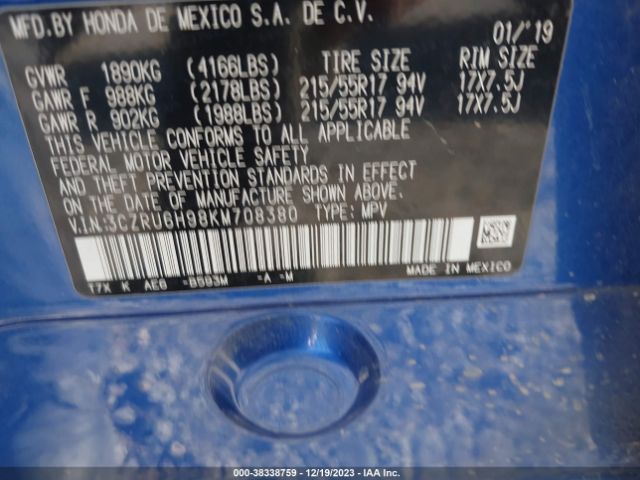 MFD.BY HONDA DE MEXICO S.A. DE C.V.
01/'19
GVWR 1890KG (4166LBS) TIRE SIZE RIM SIZE
GAWR F 988KG (2178LBS) 215/55R17 94V 17X7.5J
GAWR R 902KG (1988LBS) 215/55R17 94V 17X7.5J
THIS VEHICLE CONFORMS TO ALL APPLICABLE
FEDERAL MOTOR VEHICLE SAFETY
AND THEFT PREVENTION STANDARDS IN EFFECT
ON THE DATE OF MANUFACTURE SHOWN ABOVE.
V.I.N:3CZRU6H98KM708380 TYPE: MPV
MADE IN MEXICO
T7X K AE6 =B593M =A =M
000-38338759 - 12/19/2023 - IAA Inc.